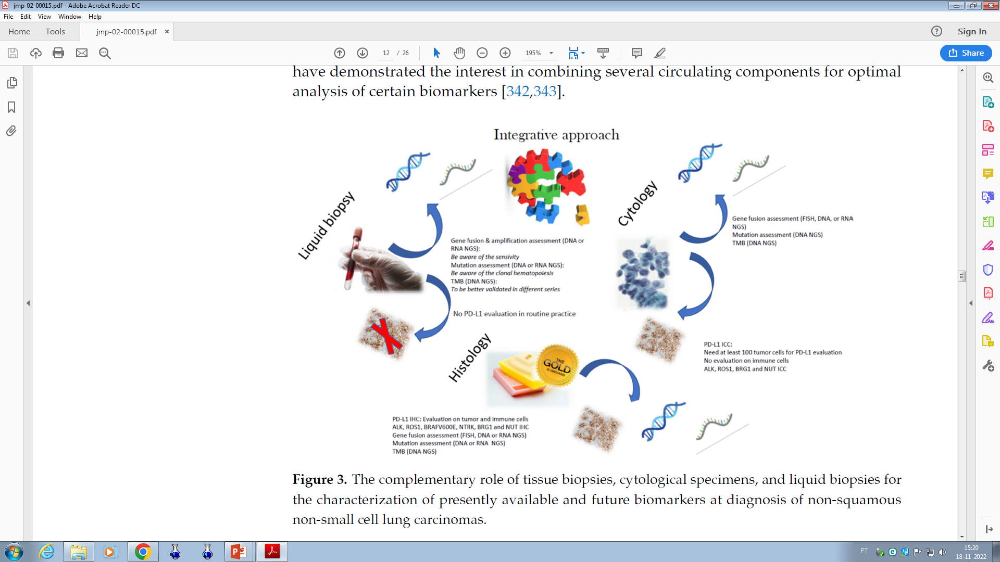 jmp-02-00015.pdf - Adobe Acrobat Reader DC
File Edit View Window Help
Home Tools jmp-02-00015.pdf × ? Sign In
12 / 26 195% Share
have demonstrated the interest in combining several circulating components for optimal
analysis of certain biomarkers [342,343].
Integrative approach
Liquid biopsy
Gene fusion & amplification assessment (DNA or
RNA NGS):
Be aware of the sensivity
Mutation assessment (DNA or RNA NGS):
Be aware of the clonal hematopoiesis
TMB (DNA NGS):
To be better validated in different series
No PD-L1 evaluation in routine practice
Cytology
Gene fusion assessment (FISH, DNA, or RNA
NGS)
Mutation assessment (DNA NGS)
TMB (DNA NGS)
PD-L1 ICC:
Need at least 100 tumor cells for PD-L1 evaluation
No evaluation on immune cells
ALK, ROS1, BRG1 and NUT ICC
Histology
THE
GOLD
STANDARD
PD-L1 IHC: Evaluation on tumor and immune cells
ALK, ROS1, BRAFV600E, NTRK, BRG1 and NUT IHC
Gene fusion assessment (FISH, DNA or RNA NGS)
Mutation assessment (DNA or RNA NGS)
TMB (DNA NGS)
Figure 3. The complementary role of tissue biopsies, cytological specimens, and liquid biopsies for
the characterization of presently available and future biomarkers at diagnosis of non-squamous
non-small cell lung carcinomas.
PT
15:20
18-11-2022